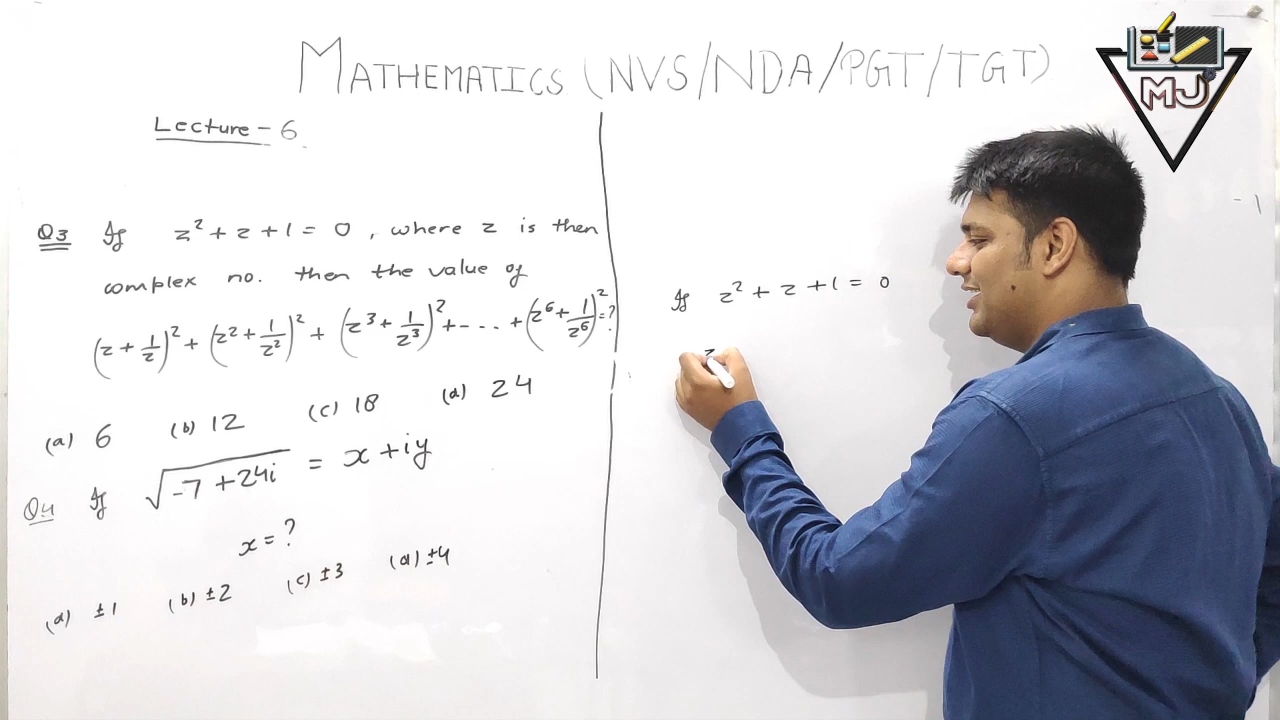 MATHEMATICS (NVS/NDA/PGT/TGT)
MJ
Lecture - 6
Q3 If z² + z + 1 = 0, where z is then
complex no. then the value of
(z + 1/z)² + (z² + 1/z²)² + (z³ + 1/z³)² + - - - + (z⁶ + 1/z⁶)² = ?
(a) 6 (b) 12 (c) 18 (d) 24
Q4 If √-7 + 24i = x + iy
x = ?
(a) ±1 (b) ±2 (c) ±3 (d) ±4
If z² + z + 1 = 0
-1